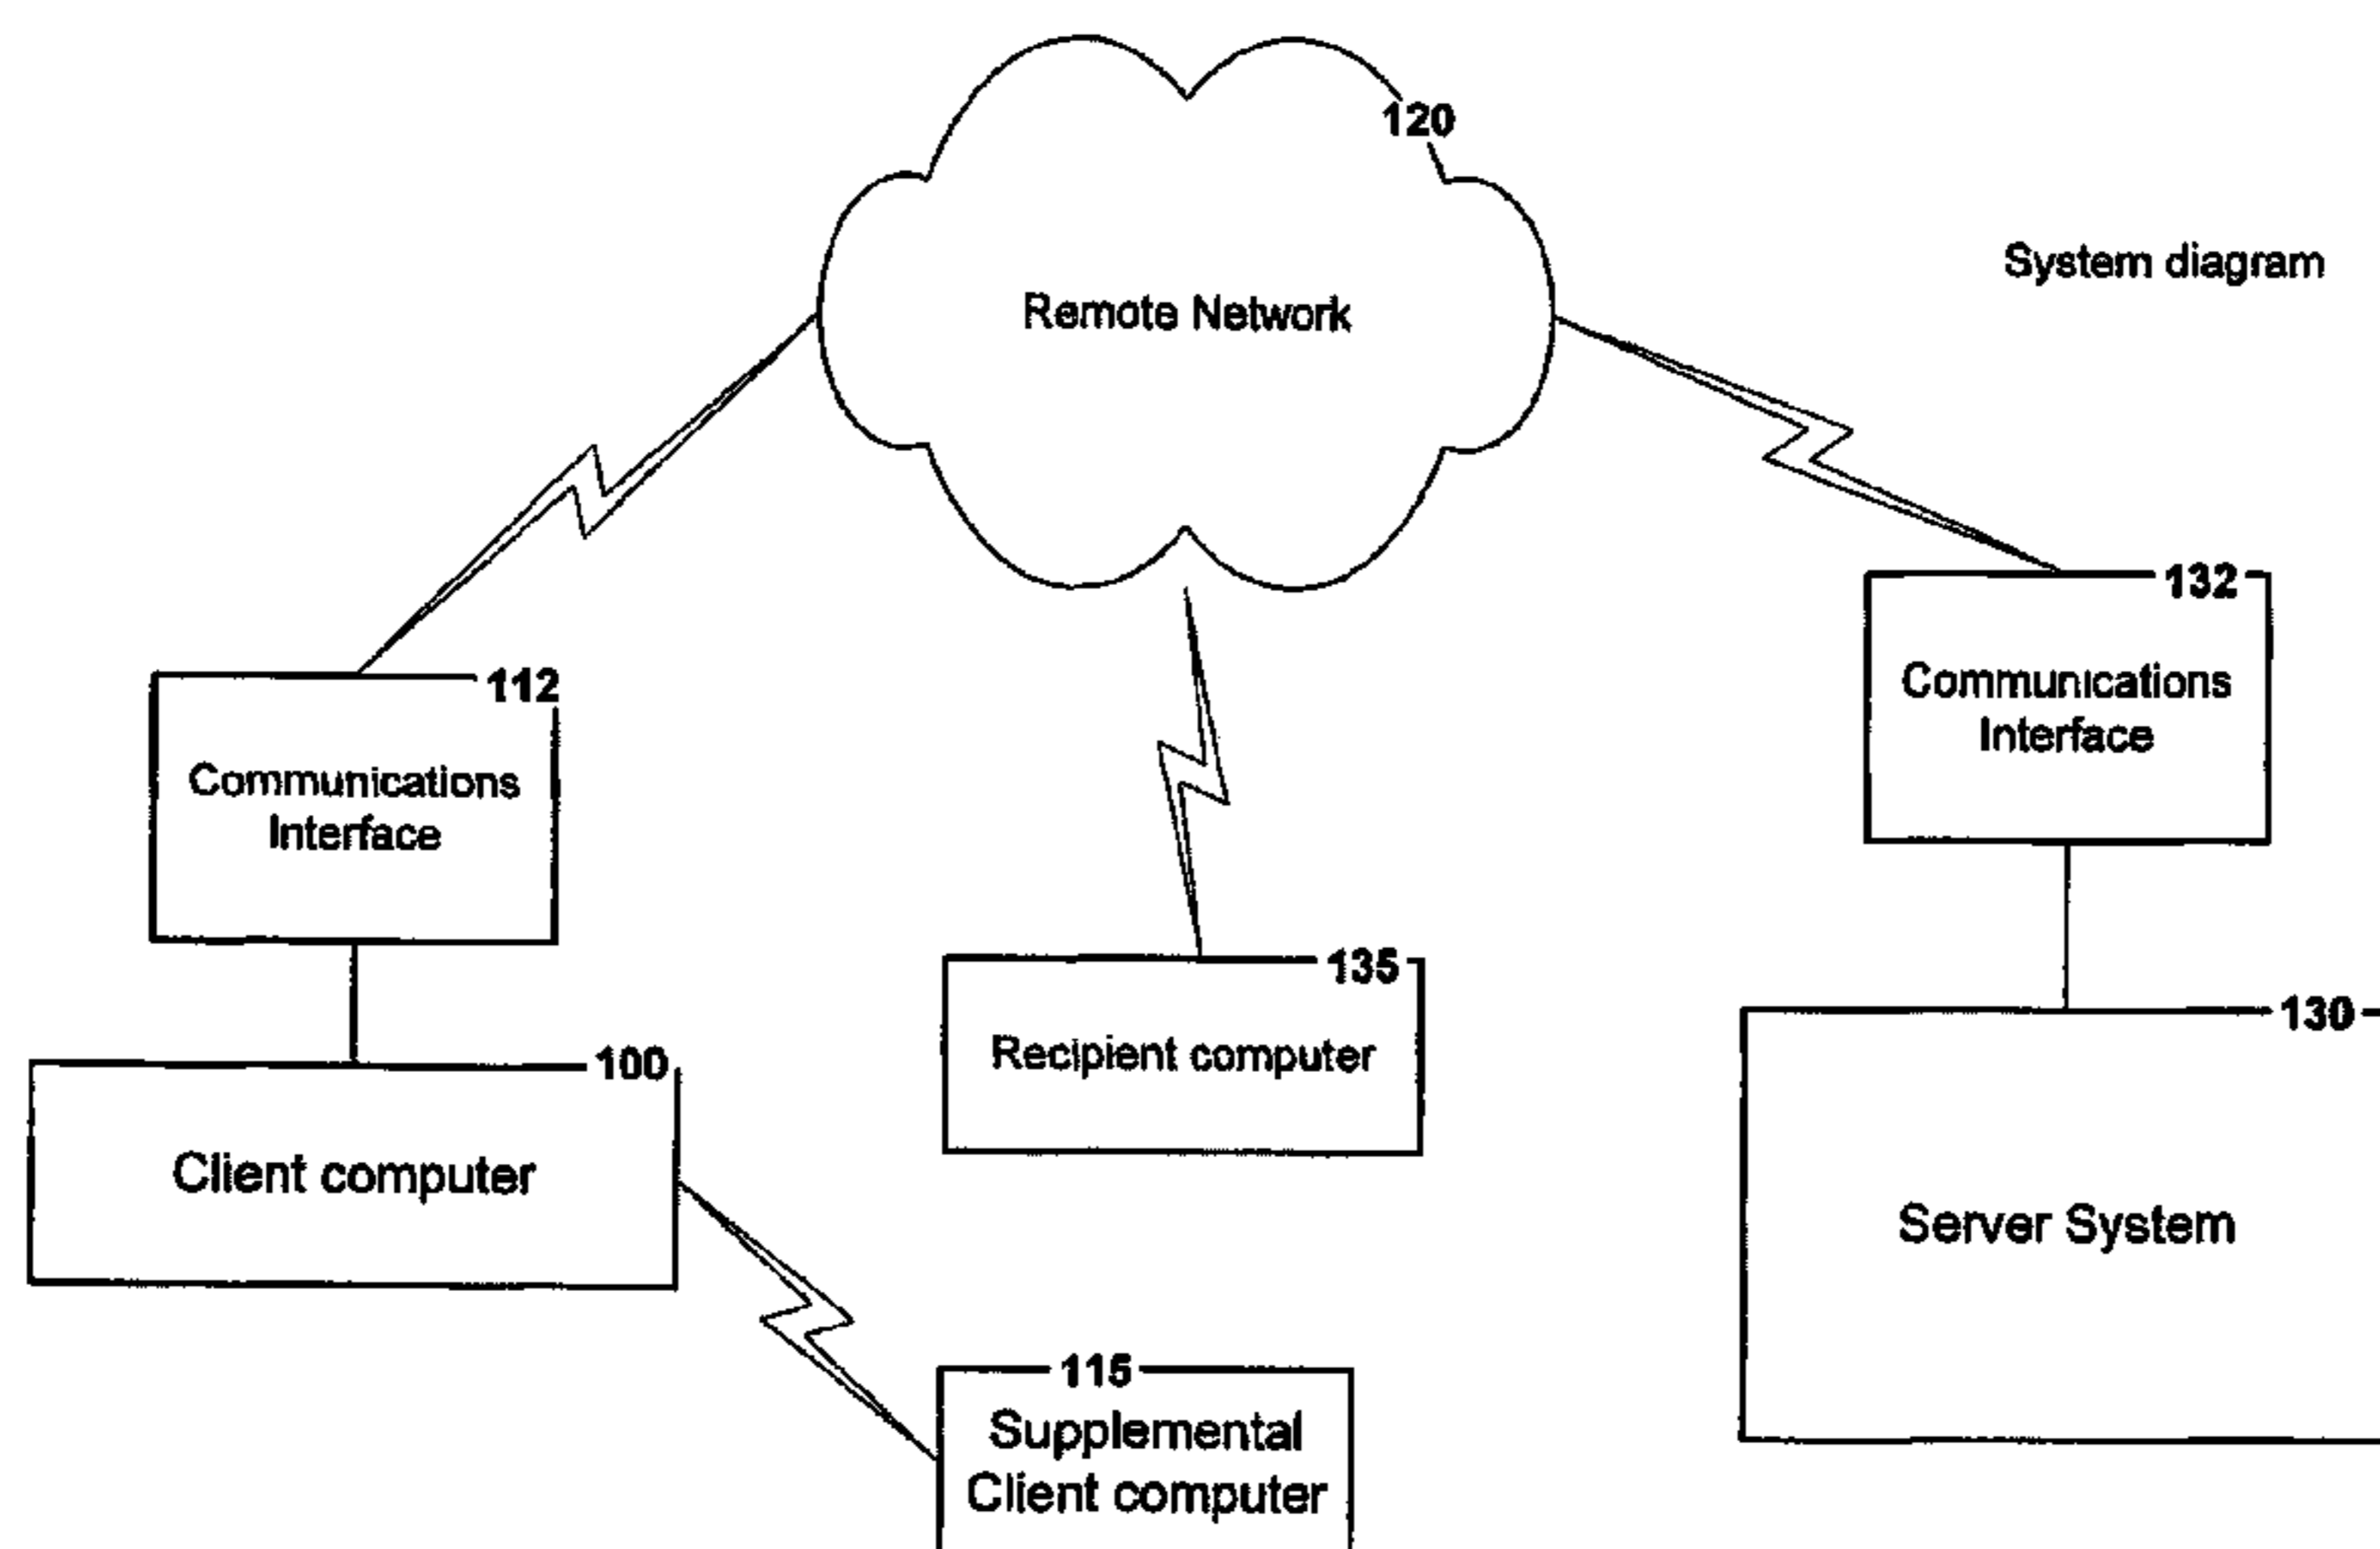 120
System diagram
Remote Network
132
112
Communications
Interface
Communications
Interface
135
130
100
Recipient computer
Client computer
Server System
115
Supplemental
Client computer